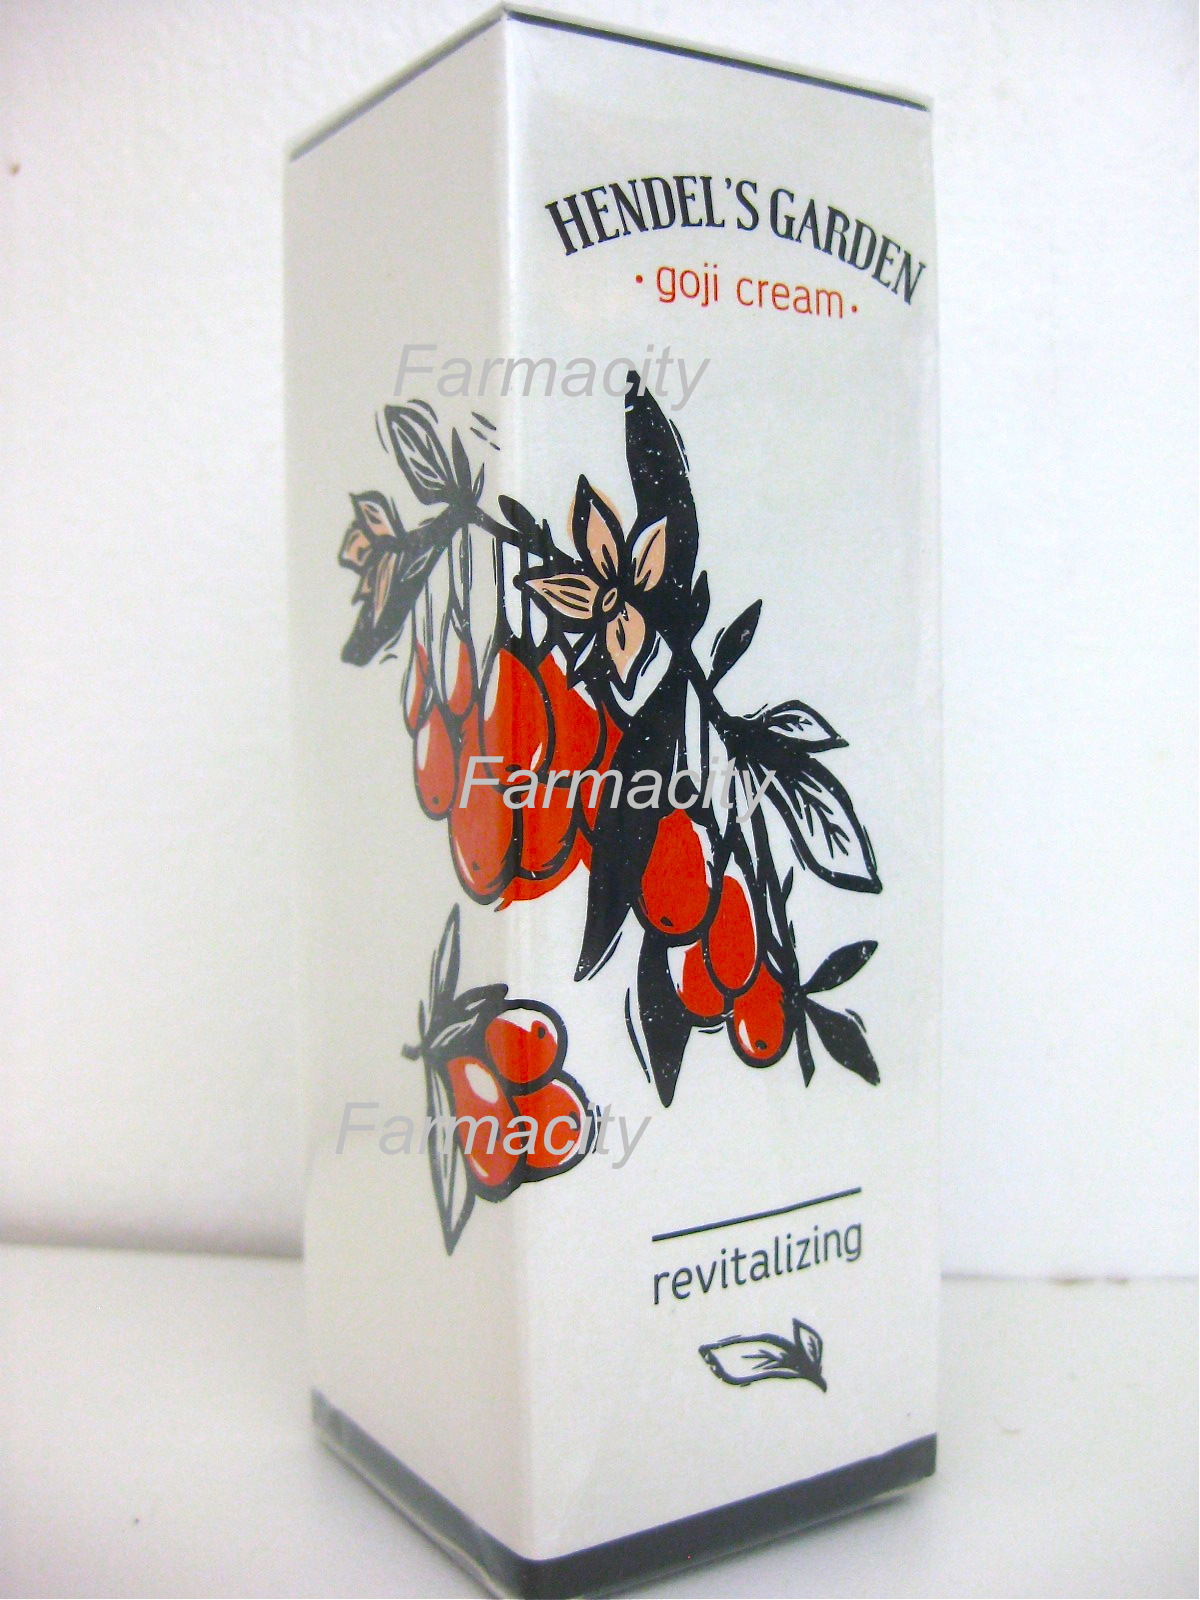 HENDEL'S GARDEN
· goji cream ·
Farmacity
Farmacity
Farmacity
revitalizing